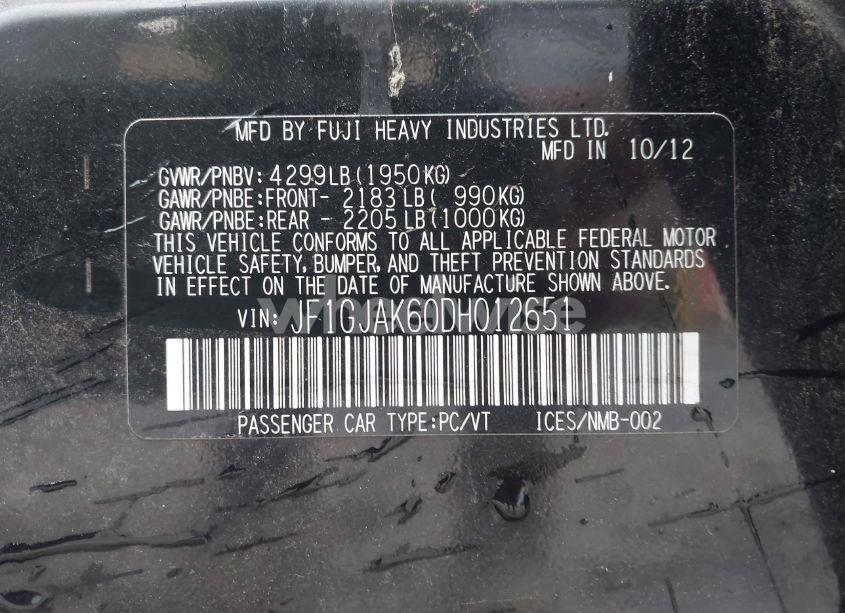 MFD BY FUJI HEAVY INDUSTRIES LTD.
MFD IN 10/12
GVWR/PNBV: 4299LB(1950KG)
GAWR/PNBE:FRONT- 2183LB( 990KG)
GAWR/PNBE:REAR - 2205LB(1000KG)
THIS VEHICLE CONFORMS TO ALL APPLICABLE FEDERAL MOTOR
VEHICLE SAFETY, BUMPER, AND THEFT PREVENTION STANDARDS
IN EFFECT ON THE DATE OF MANUFACTURE SHOWN ABOVE.
VIN: JF1GJAK60DH012651
PASSENGER CAR TYPE:PC/VT ICES/NMB-002